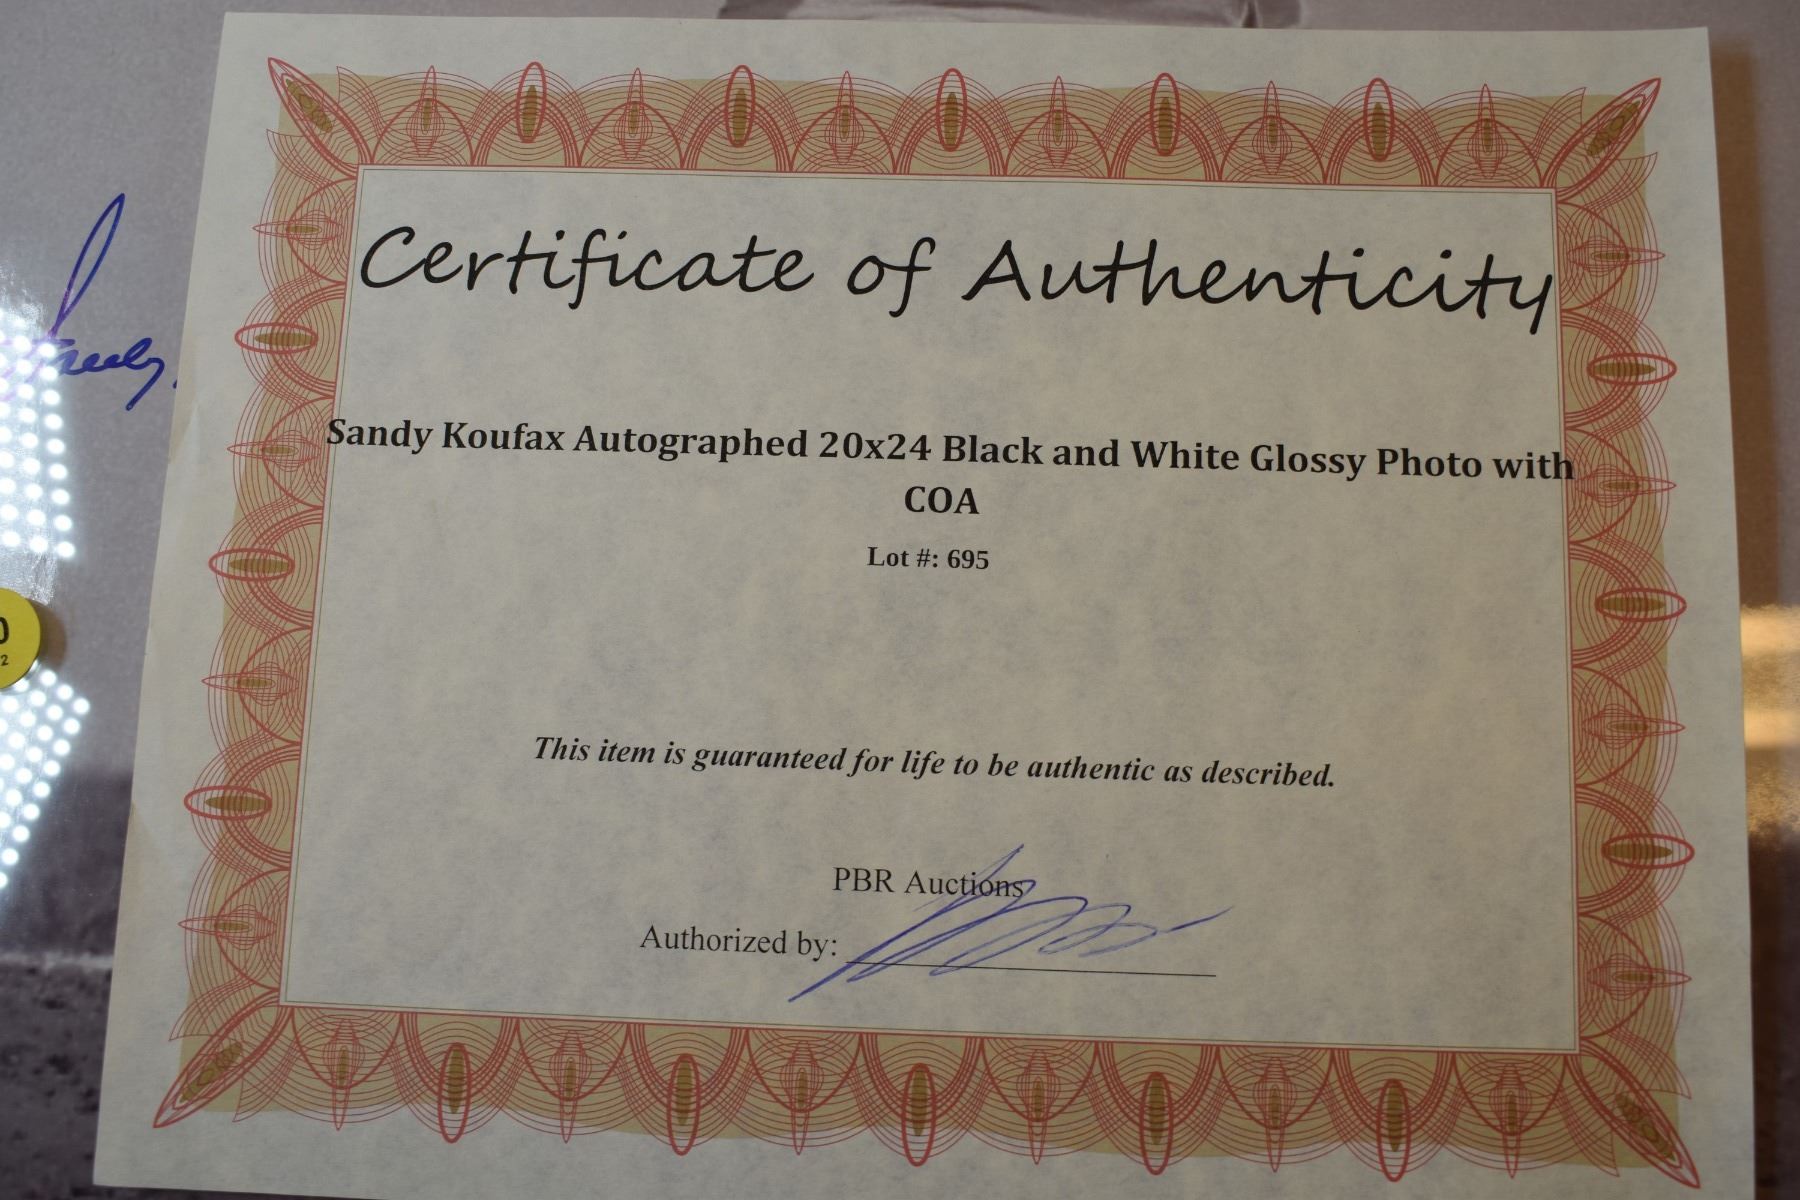 Certificate of Authenticity
Sandy Koufax Autographed 20x24 Black and White Glossy Photo with
COA
Lot #: 695
This item is guaranteed for life to be authentic as described.
PBR Auctions
Authorized by: